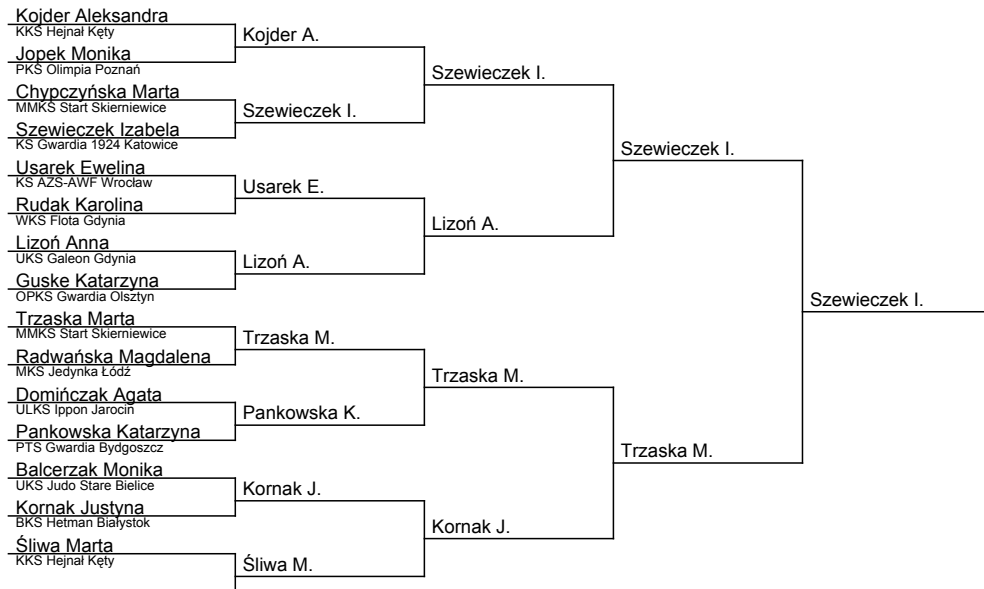 Kojder Aleksandra
KKS Hejnał Kęty
Kojder A.
Jopek Monika
PKS Olimpia Poznań
Szewieczek I.
Chypczyńska Marta
MMKS Start Skierniewice
Szewieczek I.
Szewieczek Izabela
KS Gwardia 1924 Katowice
Szewieczek I.
Usarek Ewelina
KS AZS-AWF Wrocław
Usarek E.
Rudak Karolina
WKS Flota Gdynia
Lizoń A.
Lizoń Anna
UKS Galeon Gdynia
Lizoń A.
Guske Katarzyna
OPKS Gwardia Olsztyn
Szewieczek I.
Trzaska Marta
MMKS Start Skierniewice
Trzaska M.
Radwańska Magdalena
MKS Jedynka Łódź
Trzaska M.
Domińczak Agata
ULKS Ippon Jarocin
Pankowska K.
Pankowska Katarzyna
PTS Gwardia Bydgoszcz
Trzaska M.
Balcerzak Monika
UKS Judo Stare Bielice
Kornak J.
Kornak Justyna
BKS Hetman Białystok
Kornak J.
Śliwa Marta
KKS Hejnał Kęty
Śliwa M.